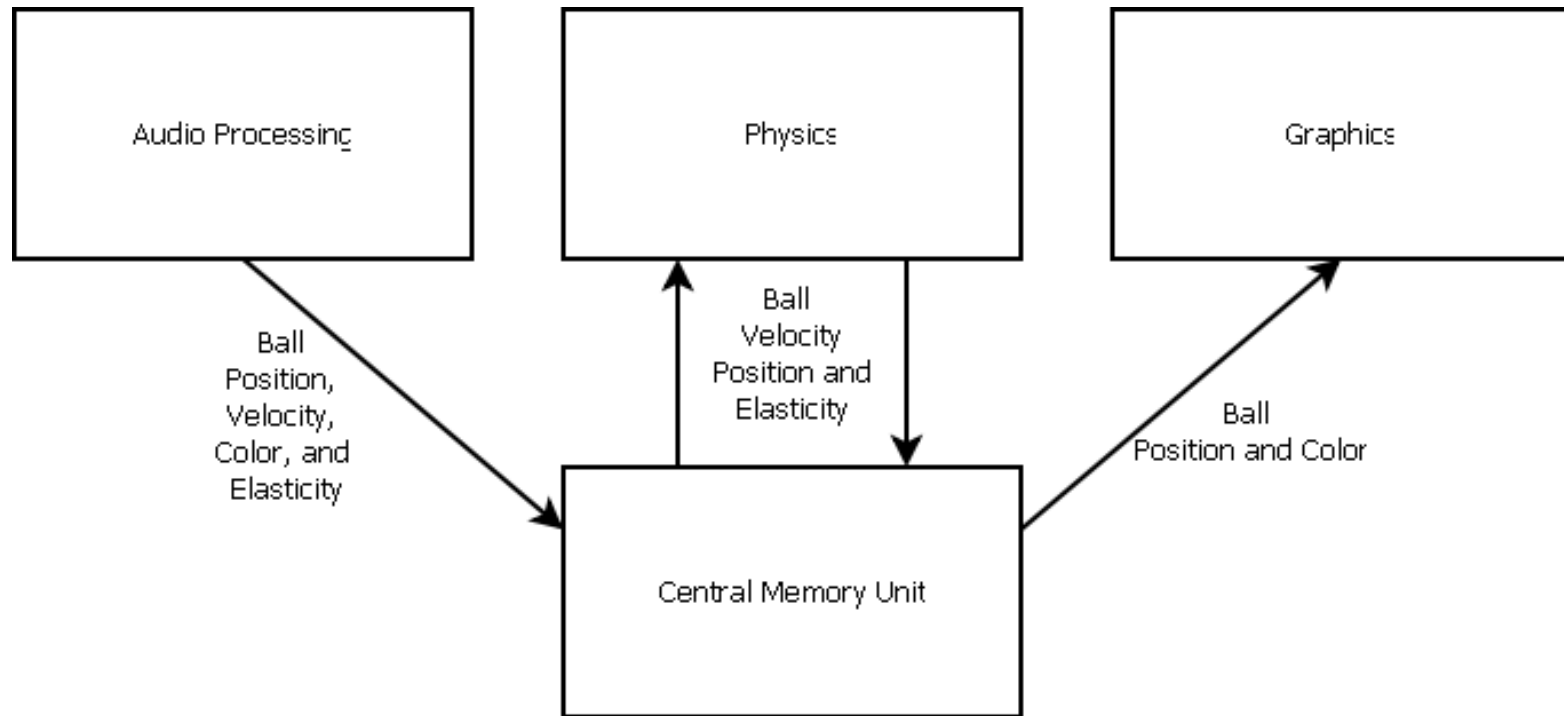 Audio Processing
Physics
Graphics
Ball
Position,
Velocity,
Color, and
Elasticity
Ball
Velocity
Position and
Elasticity
Ball
Position and Color
Central Memory Unit